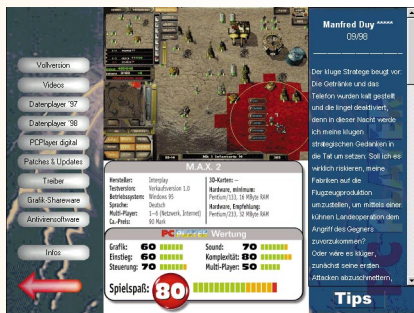 Vollversion
Videos
Datenplayer '97
Datenplayer '98
PCPlayer digital
Patches & Updates
Treiber
Grafik-Shareware
Antivirensoftware
Infos
M.A.X. 2
Hersteller: Interplay
Testversion: Verkaufsversion 1.0
Betriebssystem: Windows 95
Sprache: Deutsch
Multi-Player: 1-6 (Netzwerk, Internet)
Ca.-Preis: 90 Mark
3D-Karten: -
Hardware, minimum:
Pentium/133, 16 MByte RAM
Hardware, Empfehlung:
Pentium/233, 32 MByte RAM
PC PLAYER Wertung
Grafik: 60
Einstieg: 60
Steuerung: 70
Sound: 70
Komplexität: 80
Multi-Player: 50
Spielspaß: 80
Manfred Duy *****
09/98
Der kluge Stratege beugt vor:
Die Getränke und das
Telefon wurden kalt gestellt
und die lingel deaktiviert,
denn in dieser Nacht werde
ich meine klugen
strategischen Gedanken in
die Tat um setzen: Soll ich es
wirklich riskieren, meine
Fabriken auf die
Flugzeugproduktion
umzustellen, um mittels einer
kühnen Landeoperation dem
Angriff des Gegners
zuvorzukommen?
Oder wäre es klüger,
zunächst seine ersten
Attacken abzuschmettern,
Tips